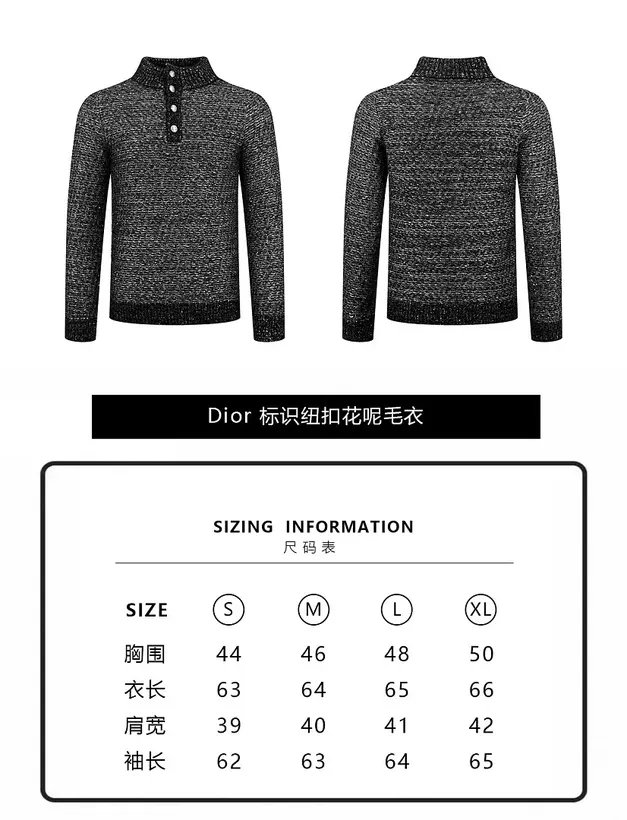 Dior 标识纽扣花呢毛衣
SIZING INFORMATION
尺码表
SIZE S M L XL
胸围 44 46 48 50
衣长 63 64 65 66
肩宽 39 40 41 42
袖长 62 63 64 65